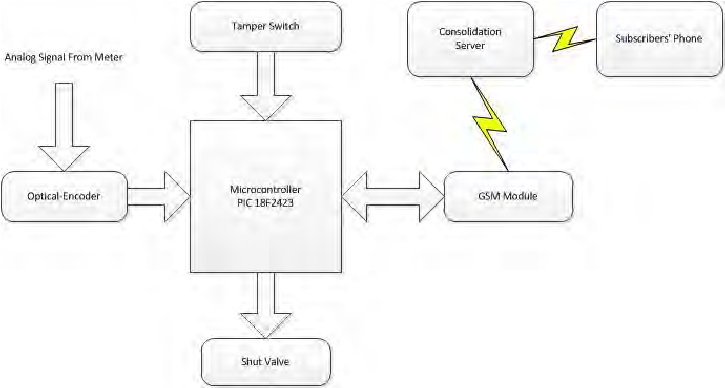 Tamper Switch
Consolidation
Server
Subscribers' Phone
Analog Signal From Meter
Optical-Encoder
Microcontroller
PIC 18F2423
GSM Module
Shut Valve